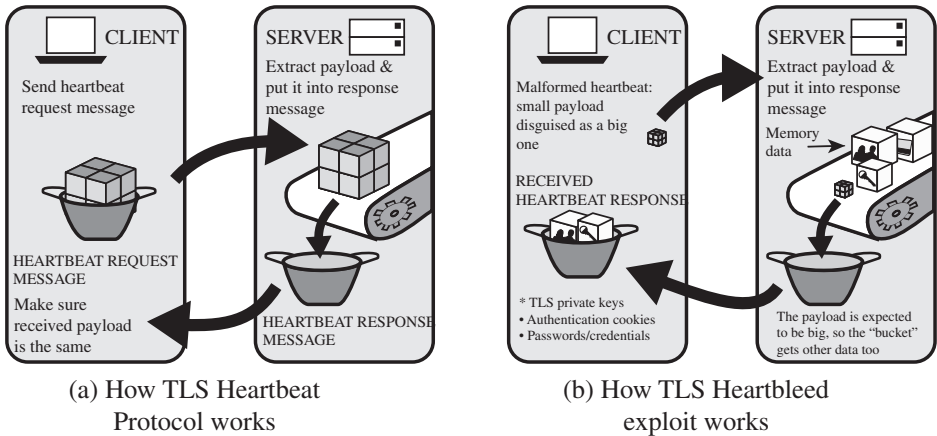 CLIENT
Send heartbeat
request message
HEARTBEAT REQUEST
MESSAGE
Make sure
received payload
is the same
SERVER
Extract payload &
put it into response
message
HEARTBEAT RESPONSE
MESSAGE
(a) How TLS Heartbeat
Protocol works
CLIENT
Malformed heartbeat:
small payload
disguised as a big
one
RECEIVED
HEARTBEAT RESPONSE
* TLS private keys
• Authentication cookies
• Passwords/credentials
SERVER
Extract payload &
put it into response
message
Memory
data
The payload is expected
to be big, so the “bucket”
gets other data too
(b) How TLS Heartbleed
exploit works